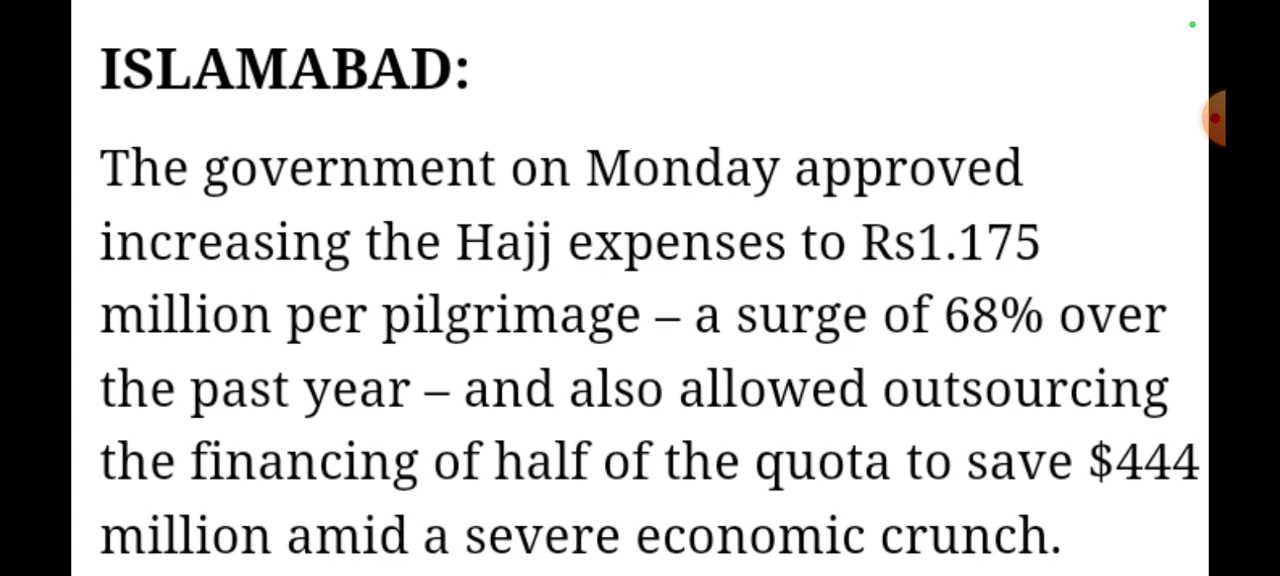 ISLAMABAD:
The government on Monday approved
increasing the Hajj expenses to Rs1.175
million per pilgrimage – a surge of 68% over
the past year – and also allowed outsourcing
the financing of half of the quota to save $444
million amid a severe economic crunch.